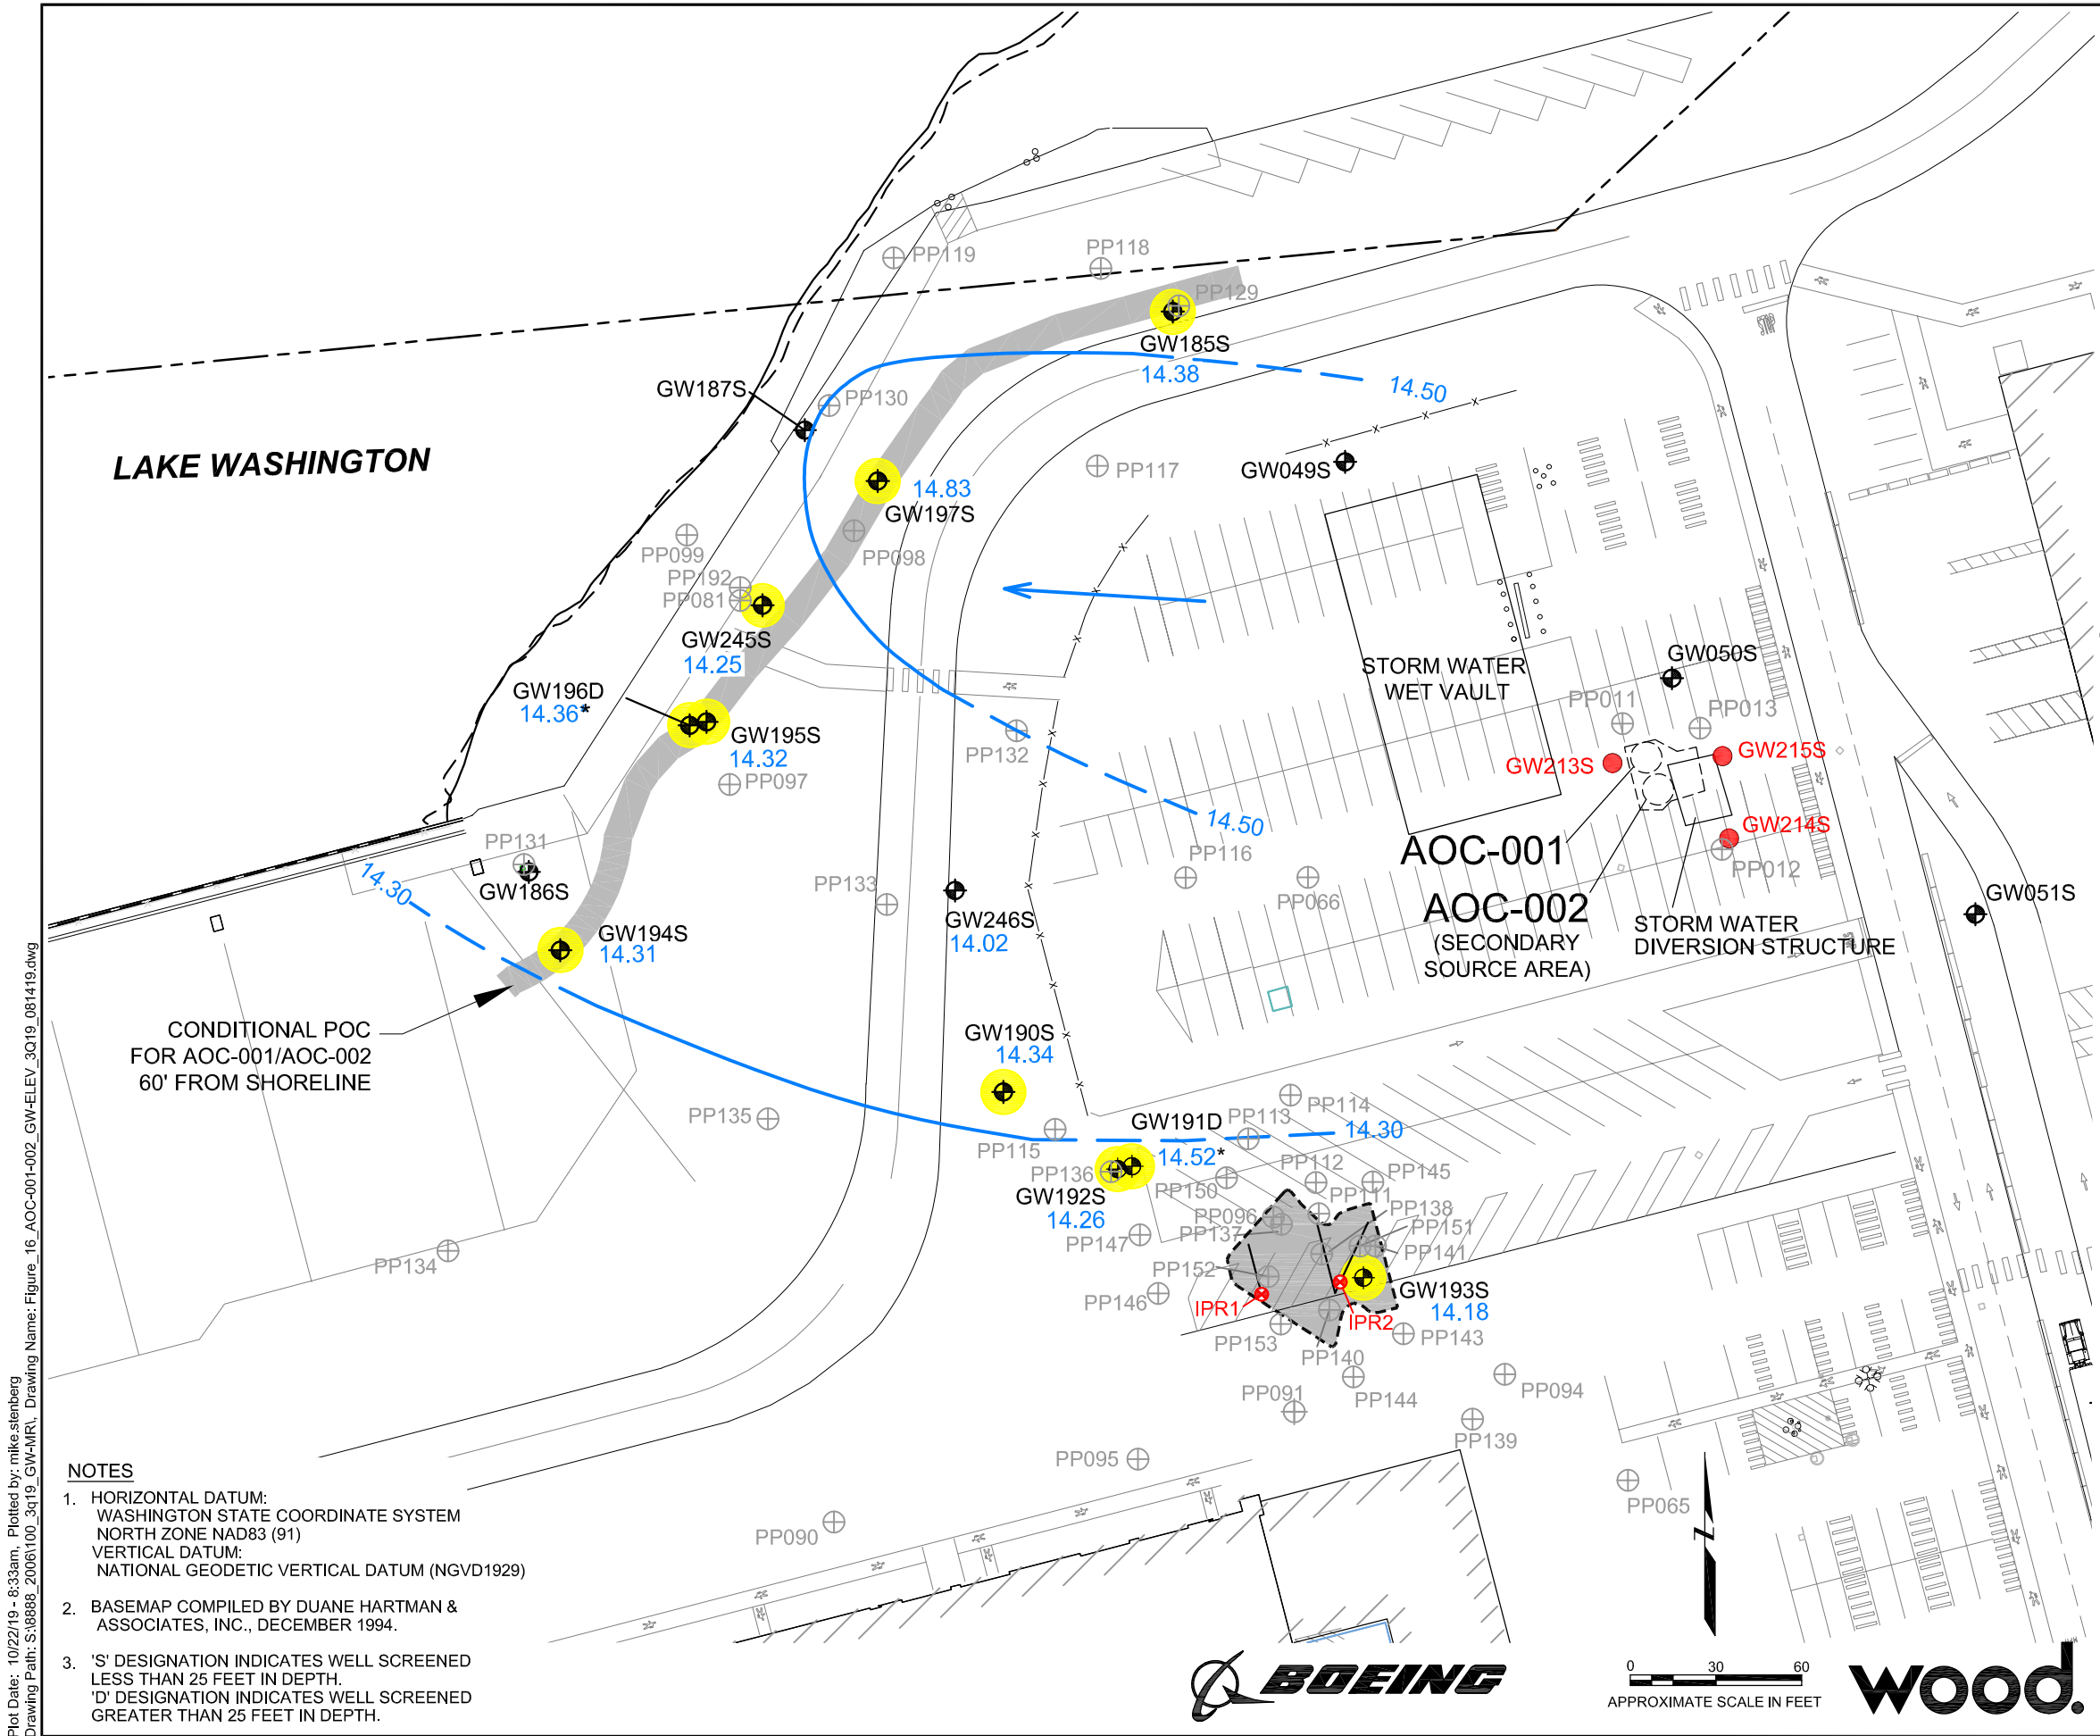 PP119
PP118
PP129
GW185S
14.38
14.50
GW187S
PP130
LAKE WASHINGTON
14.83
GW197S
PP117
GW049S
PP099
PP098
PP192
PP081
GW245S
14.25
STORM WATER
WET VAULT
GW050S
PP011
PP013
GW196D
14.36*
GW195S
14.32
PP132
PP097
GW213S
GW215S
14.50
GW214S
AOC-001
PP012
PP131
GW186S
14.30
PP133
PP116
PP066
AOC-002
(SECONDARY
SOURCE AREA)
STORM WATER
DIVERSION STRUCTURE
GW051S
GW246S
14.02
GW194S
14.31
CONDITIONAL POC
FOR AOC-001/AOC-002
60' FROM SHORELINE
GW190S
14.34
PP135
PP115
GW191D
14.52*
PP113
PP114
14.30
PP136
GW192S
14.26
PP150
PP112
PP145
PP111
PP138
PP096
PP137
PP151
PP141
PP147
PP134
PP152
PP146
IPR1
IPR2
GW193S
14.18
PP153
PP143
PP140
PP144
PP091
PP094
PP139
PP095
PP065
PP090
NOTES
1. HORIZONTAL DATUM:
WASHINGTON STATE COORDINATE SYSTEM
NORTH ZONE NAD83 (91)
VERTICAL DATUM:
NATIONAL GEODETIC VERTICAL DATUM (NGVD1929)
2. BASEMAP COMPILED BY DUANE HARTMAN &
ASSOCIATES, INC., DECEMBER 1994.
3. 'S' DESIGNATION INDICATES WELL SCREENED
LESS THAN 25 FEET IN DEPTH.
'D' DESIGNATION INDICATES WELL SCREENED
GREATER THAN 25 FEET IN DEPTH.
BOEING
Z
0 30 60
APPROXIMATE SCALE IN FEET
wood.
Plot Date: 10/22/19 - 8:33am, Plotted by: mike.stenberg
Drawing Path: S:\8888_2006\100_3q19_GW-MR\, Drawing Name: Figure_16_AOC-001-002_GW-ELEV_3Q19_081419.dwg